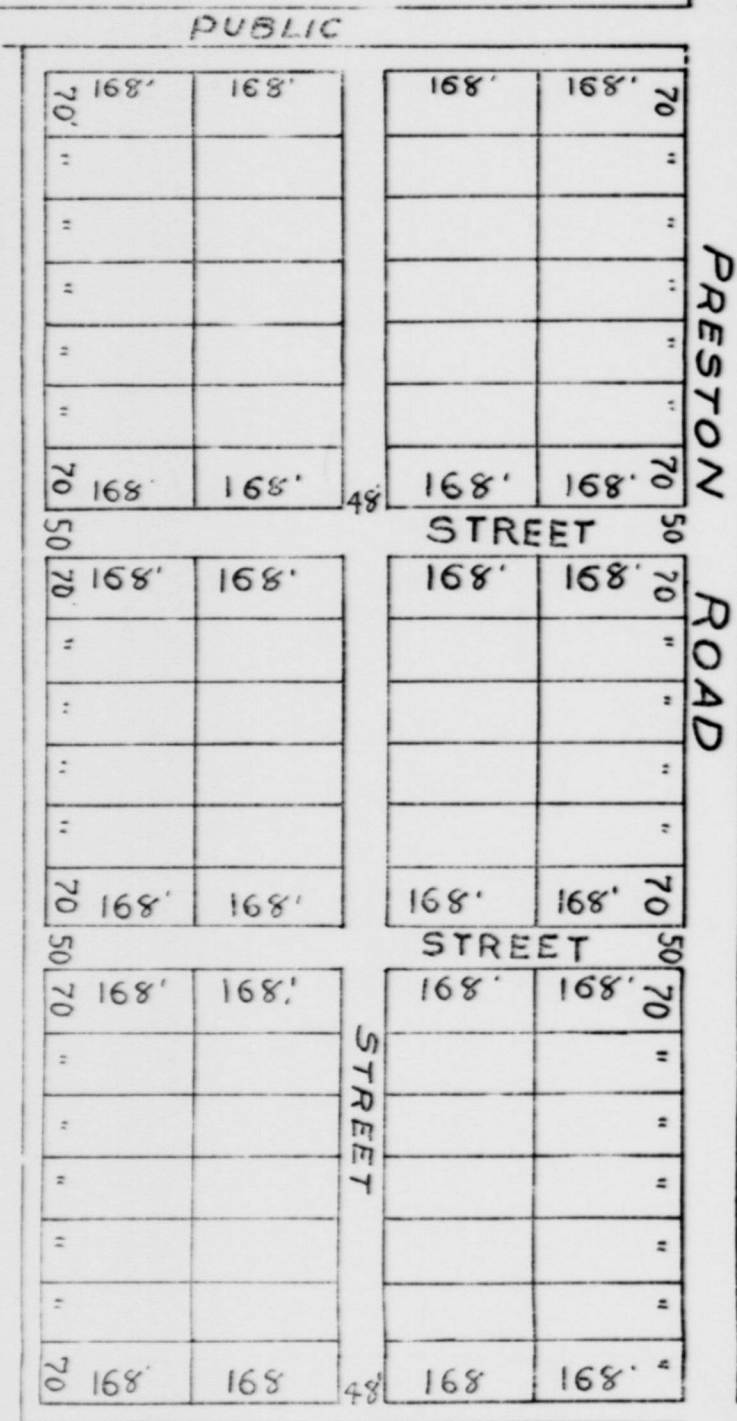 PUBLIC
70' 168' 168' 168' 168' 70
" "
" "
" "
" "
" "
70 168 168' 48 168' 168' 70
50 STREET 50
70 168' 168' 168' 168' 70
" "
" "
" "
" "
70 168' 168' 168' 168' 70
50 STREET 50
70 168' 168' 168' 168' 70
" "
" "
" "
" "
" "
70 168' 168 48 168 168' "
STREET
PRESTON ROAD